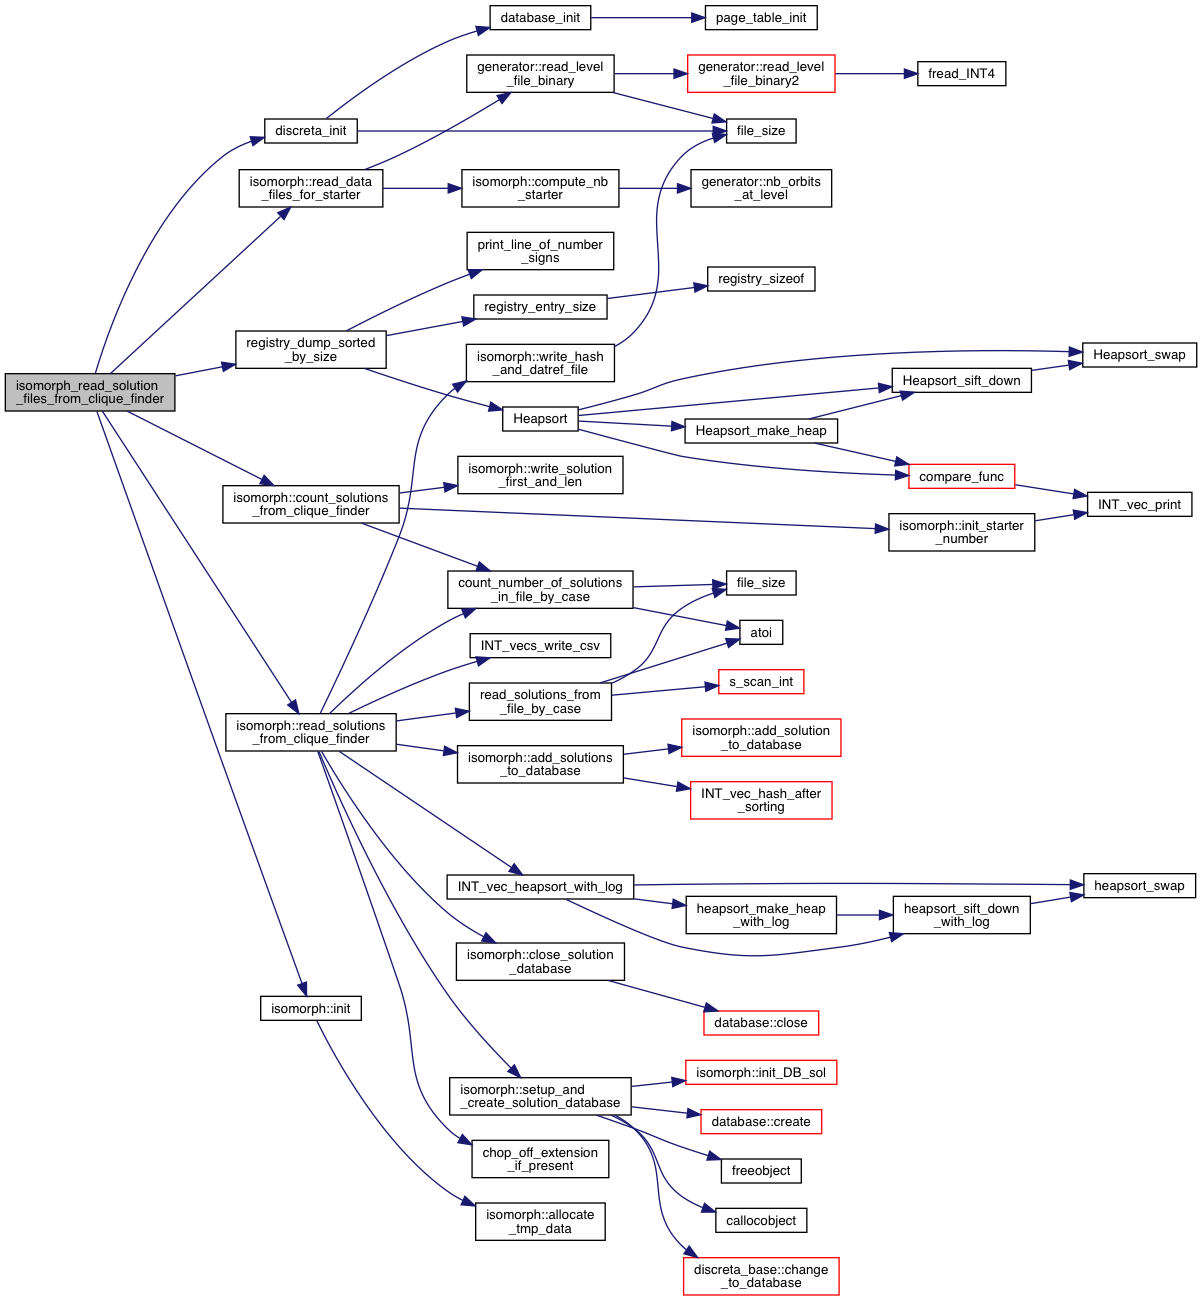 database_init
page_table_init
generator::read_level
_file_binary
generator::read_level
_file_binary2
fread_INT4
discreta_init
file_size
isomorph::read_data
_files_for_starter
isomorph::compute_nb
_starter
generator::nb_orbits
_at_level
print_line_of_number
_signs
registry_sizeof
registry_entry_size
registry_dump_sorted
_by_size
isomorph::write_hash
_and_datref_file
Heapsort_swap
Heapsort_sift_down
isomorph_read_solution
_files_from_clique_finder
Heapsort
Heapsort_make_heap
isomorph::write_solution
_first_and_len
compare_func
isomorph::count_solutions
_from_clique_finder
INT_vec_print
isomorph::init_starter
_number
count_number_of_solutions
_in_file_by_case
file_size
atoi
INT_vecs_write_csv
s_scan_int
read_solutions_from
_file_by_case
isomorph::read_solutions
_from_clique_finder
isomorph::add_solution
_to_database
isomorph::add_solutions
_to_database
INT_vec_hash_after
_sorting
INT_vec_heapsort_with_log
heapsort_swap
heapsort_make_heap
_with_log
heapsort_sift_down
_with_log
isomorph::close_solution
_database
isomorph::init
database::close
isomorph::init_DB_sol
isomorph::setup_and
_create_solution_database
database::create
chop_off_extension
_if_present
freeobject
isomorph::allocate
_tmp_data
callocobject
discreta_base::change
_to_database